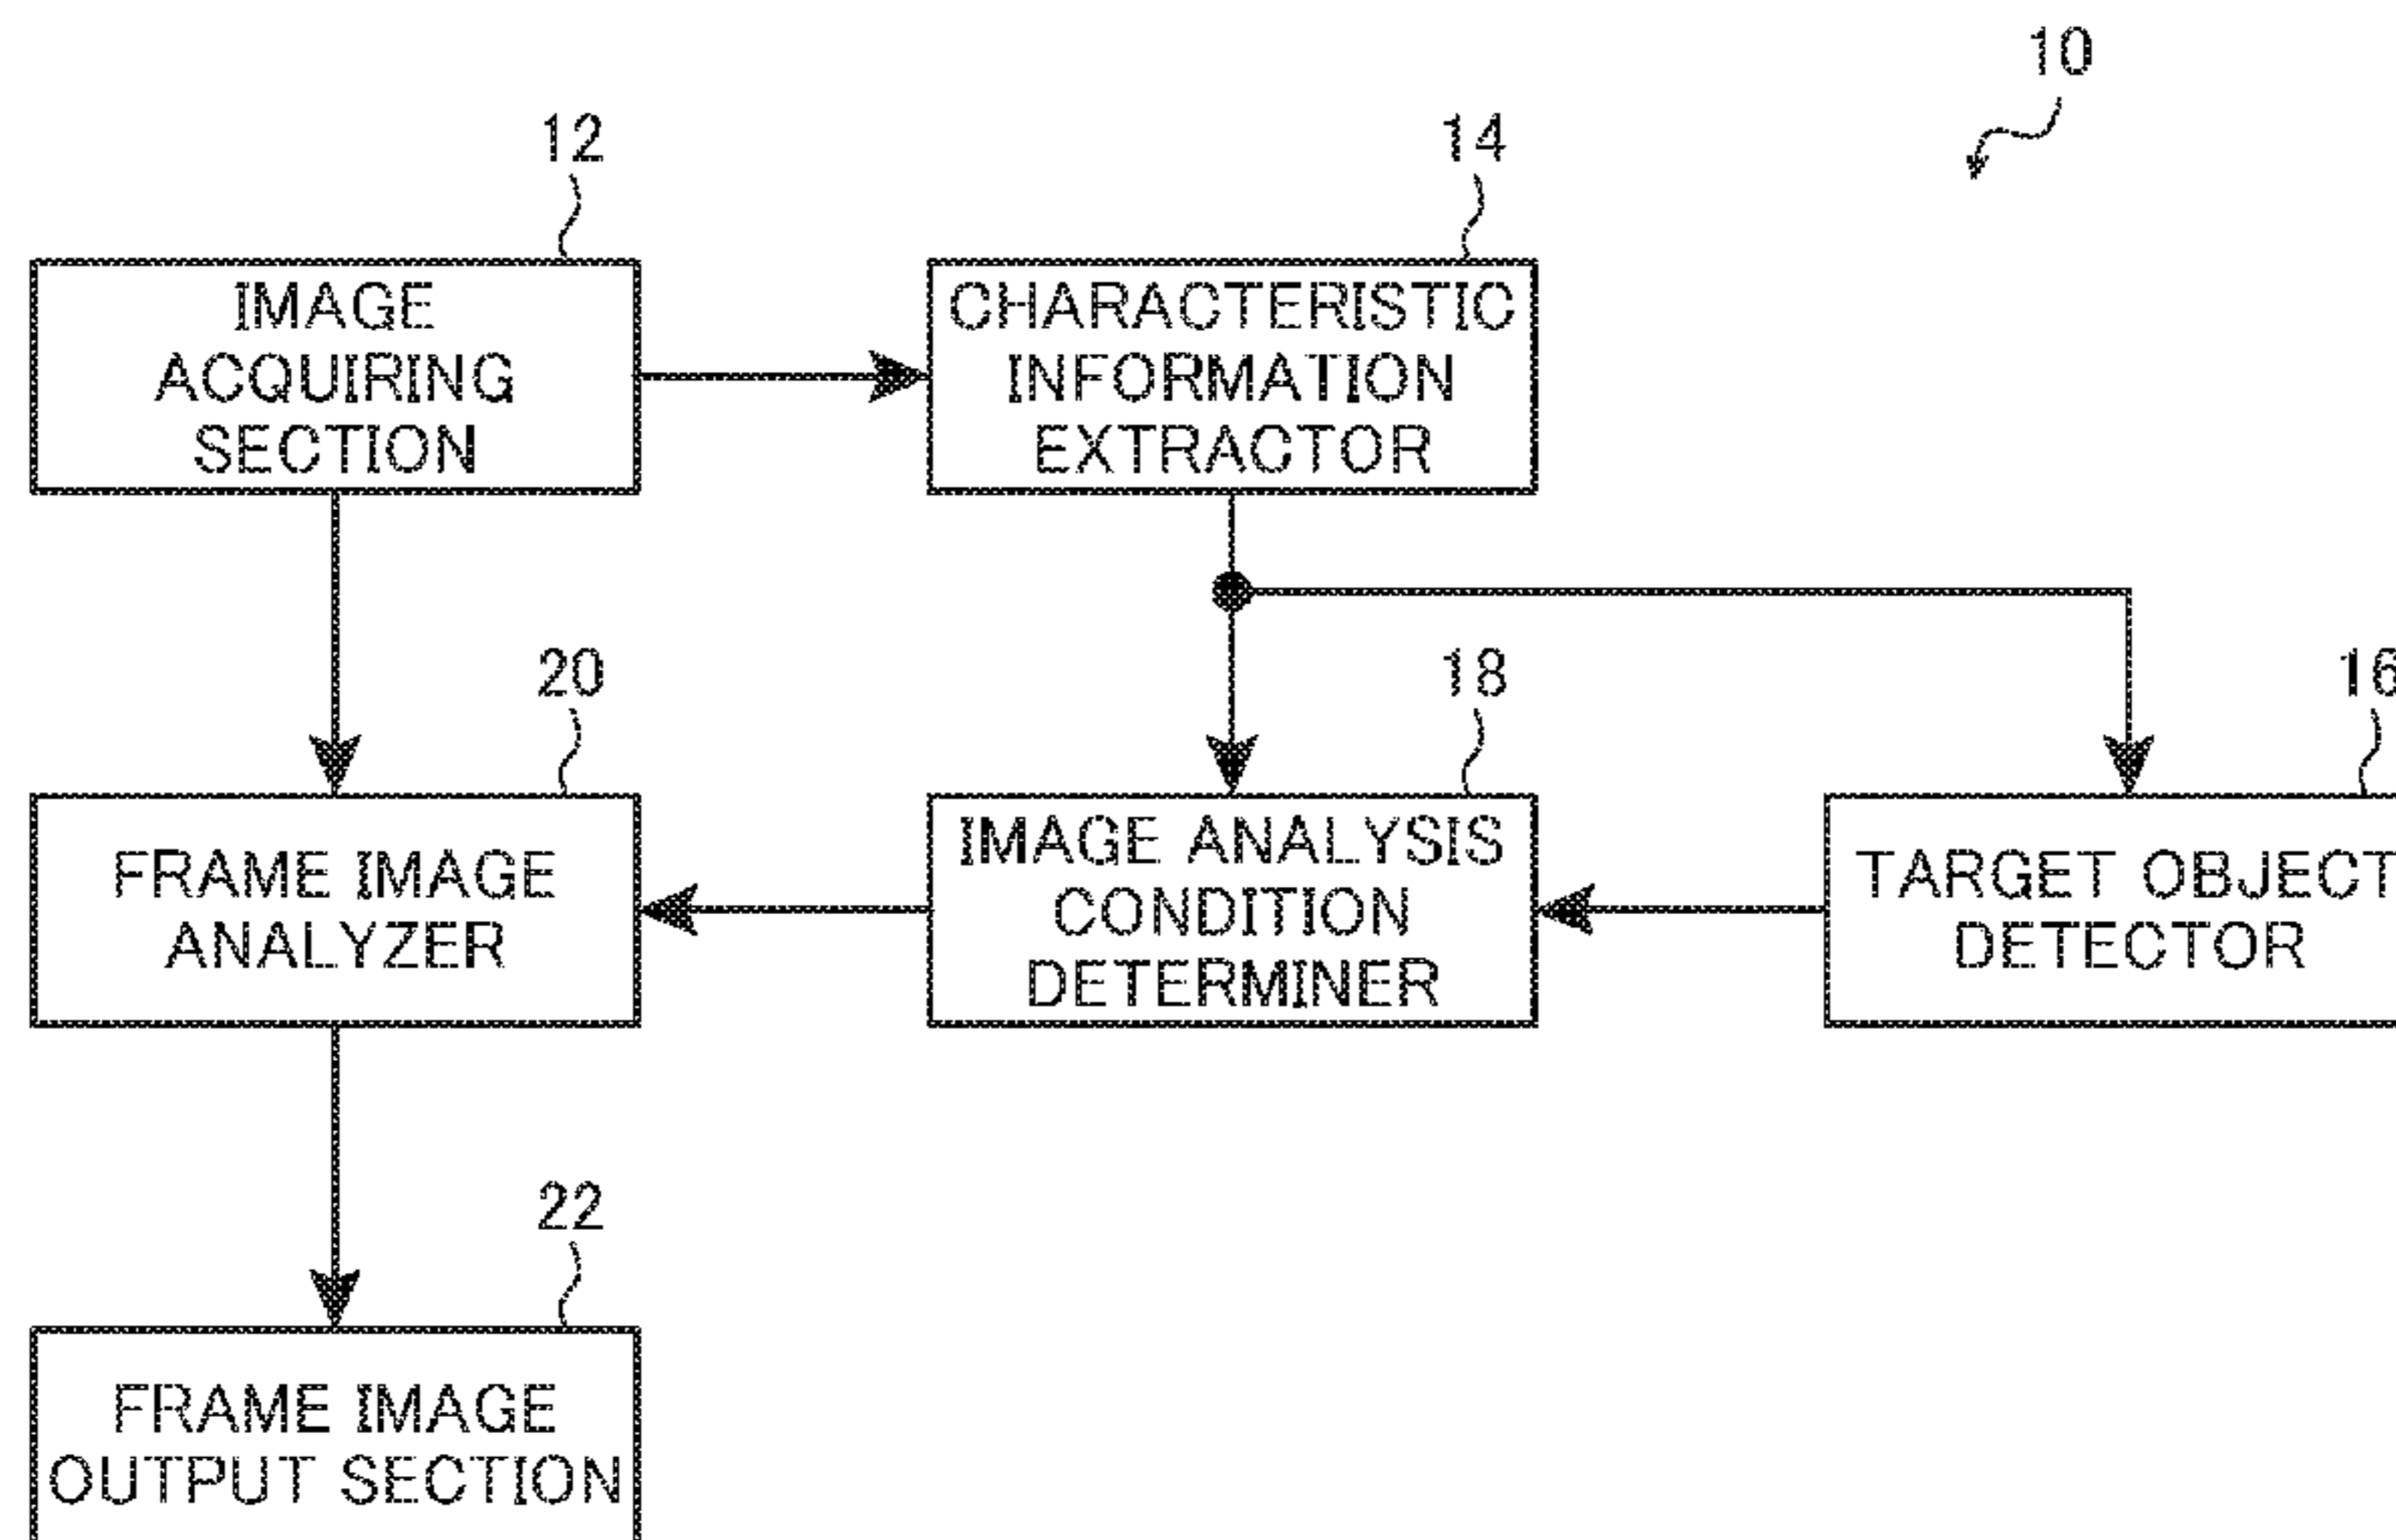 10
12
14
IMAGE
ACQUIRING
SECTION
CHARACTERISTIC
INFORMATION
EXTRACTOR
20
18
16
FRAME IMAGE
ANALYZER
IMAGE ANALYSIS
CONDITION
DETERMINER
TARGET OBJECT
DETECTOR
22
FRAME IMAGE
OUTPUT SECTION